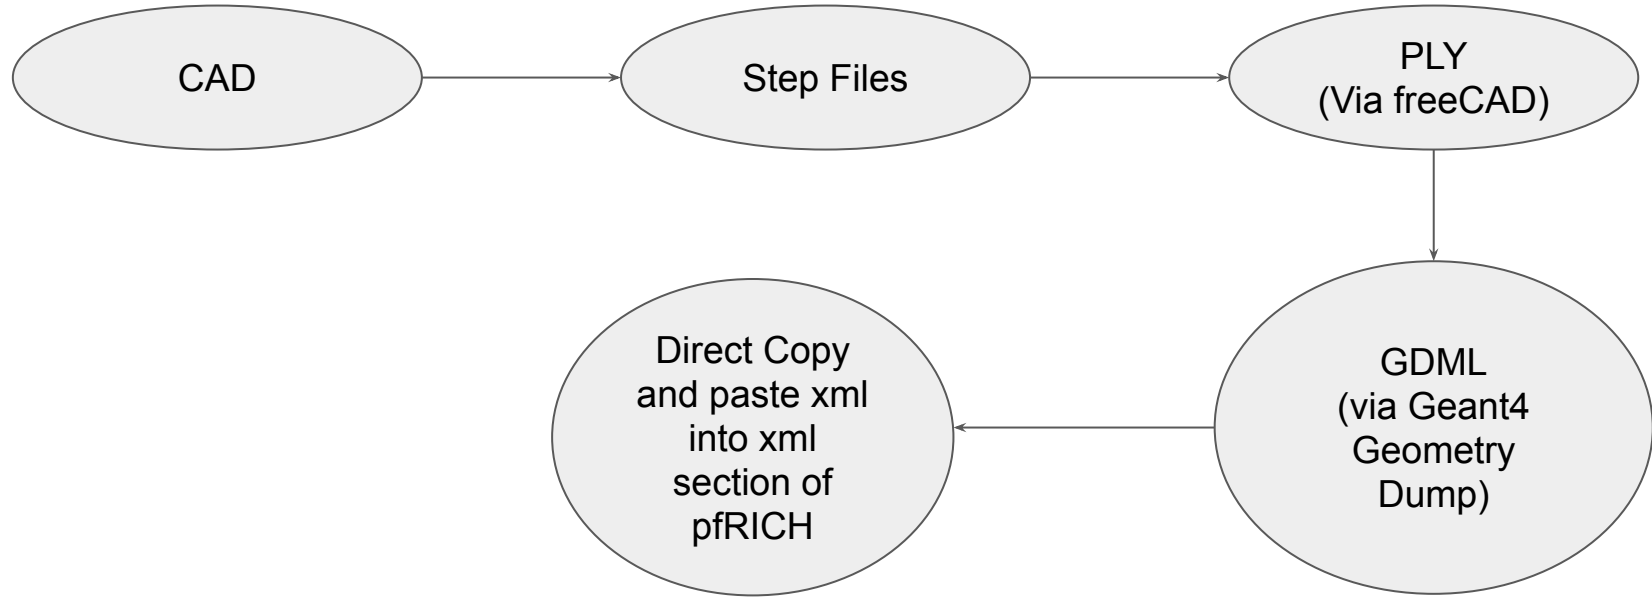 CAD
Step Files
PLY
(Via freeCAD)
GDML
(via Geant4
Geometry
Dump)
Direct Copy
and paste xml
into xml
section of
pfRICH